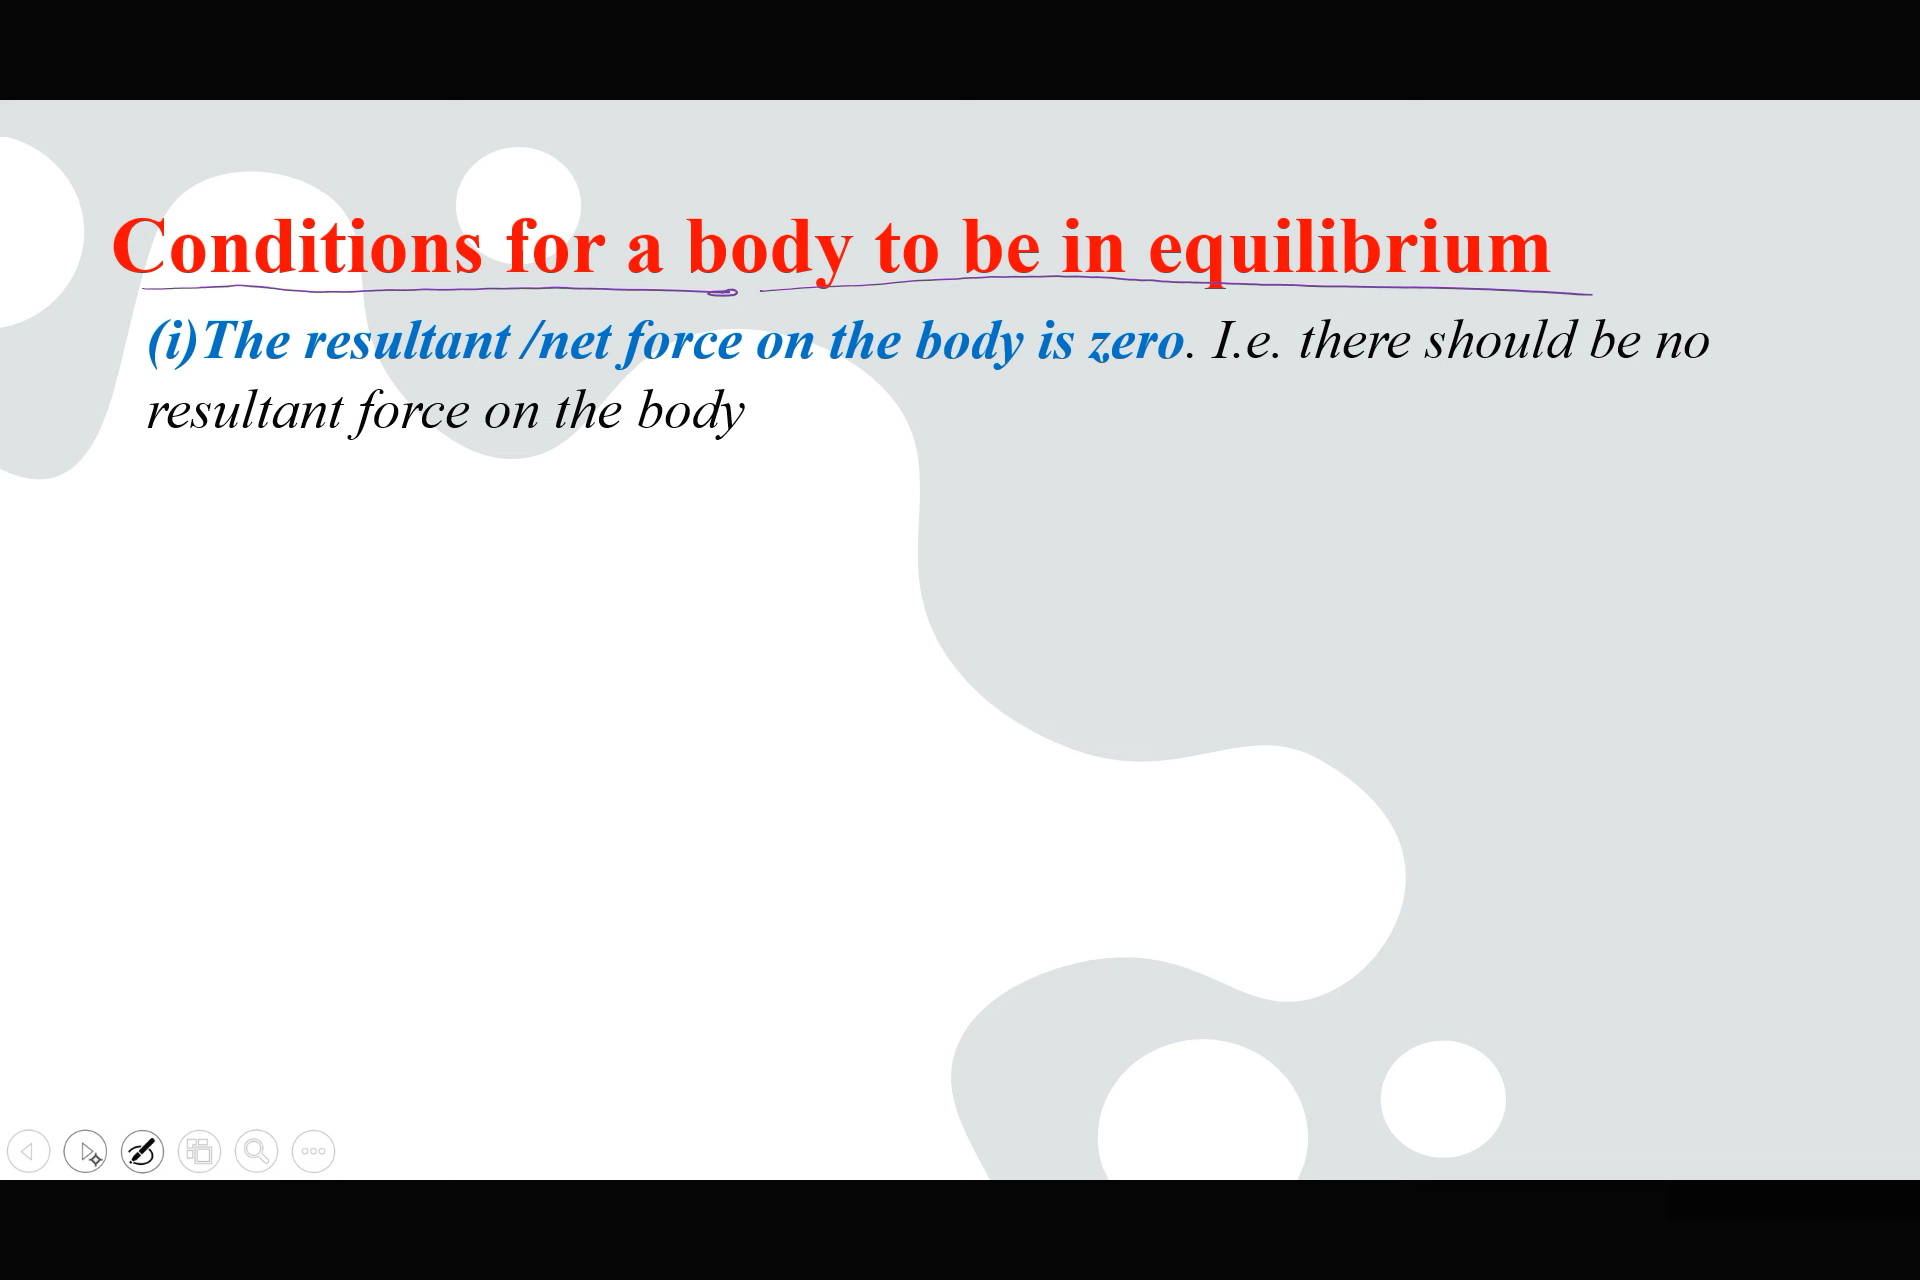 Conditions for a body to be in equilibrium
(i)The resultant /net force on the body is zero. I.e. there should be no
resultant force on the body